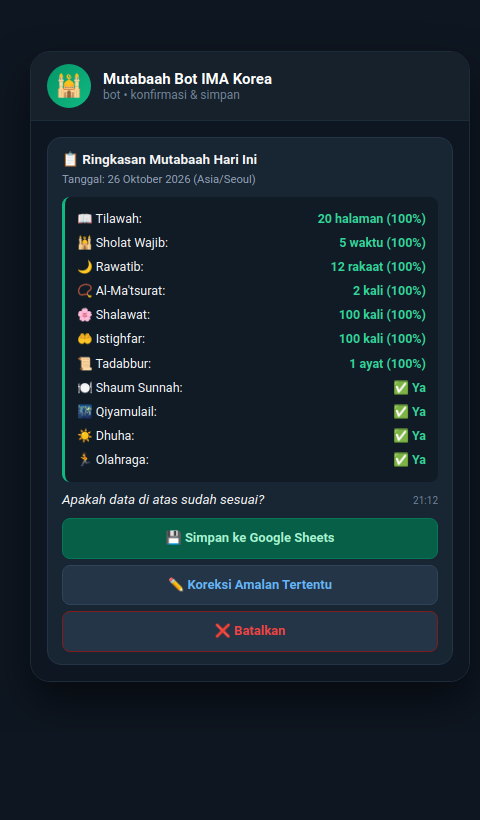 Mutabaah Bot IMA Korea
bot • konfirmasi & simpan
📋 Ringkasan Mutabaah Hari Ini
Tanggal: 26 Oktober 2026 (Asia/Seoul)
📖 Tilawah: 20 halaman (100%)
🕌 Sholat Wajib: 5 waktu (100%)
🌙 Rawatib: 12 rakaat (100%)
📿 Al-Ma'tsurat: 2 kali (100%)
🌸 Shalawat: 100 kali (100%)
🤲 Istighfar: 100 kali (100%)
📜 Tadabbur: 1 ayat (100%)
🍽️ Shaum Sunnah: ✅ Ya
🌃 Qiyamulail: ✅ Ya
☀️ Dhuha: ✅ Ya
🏃 Olahraga: ✅ Ya
Apakah data di atas sudah sesuai? 21:12
💾 Simpan ke Google Sheets
✏️ Koreksi Amalan Tertentu
❌ Batalkan